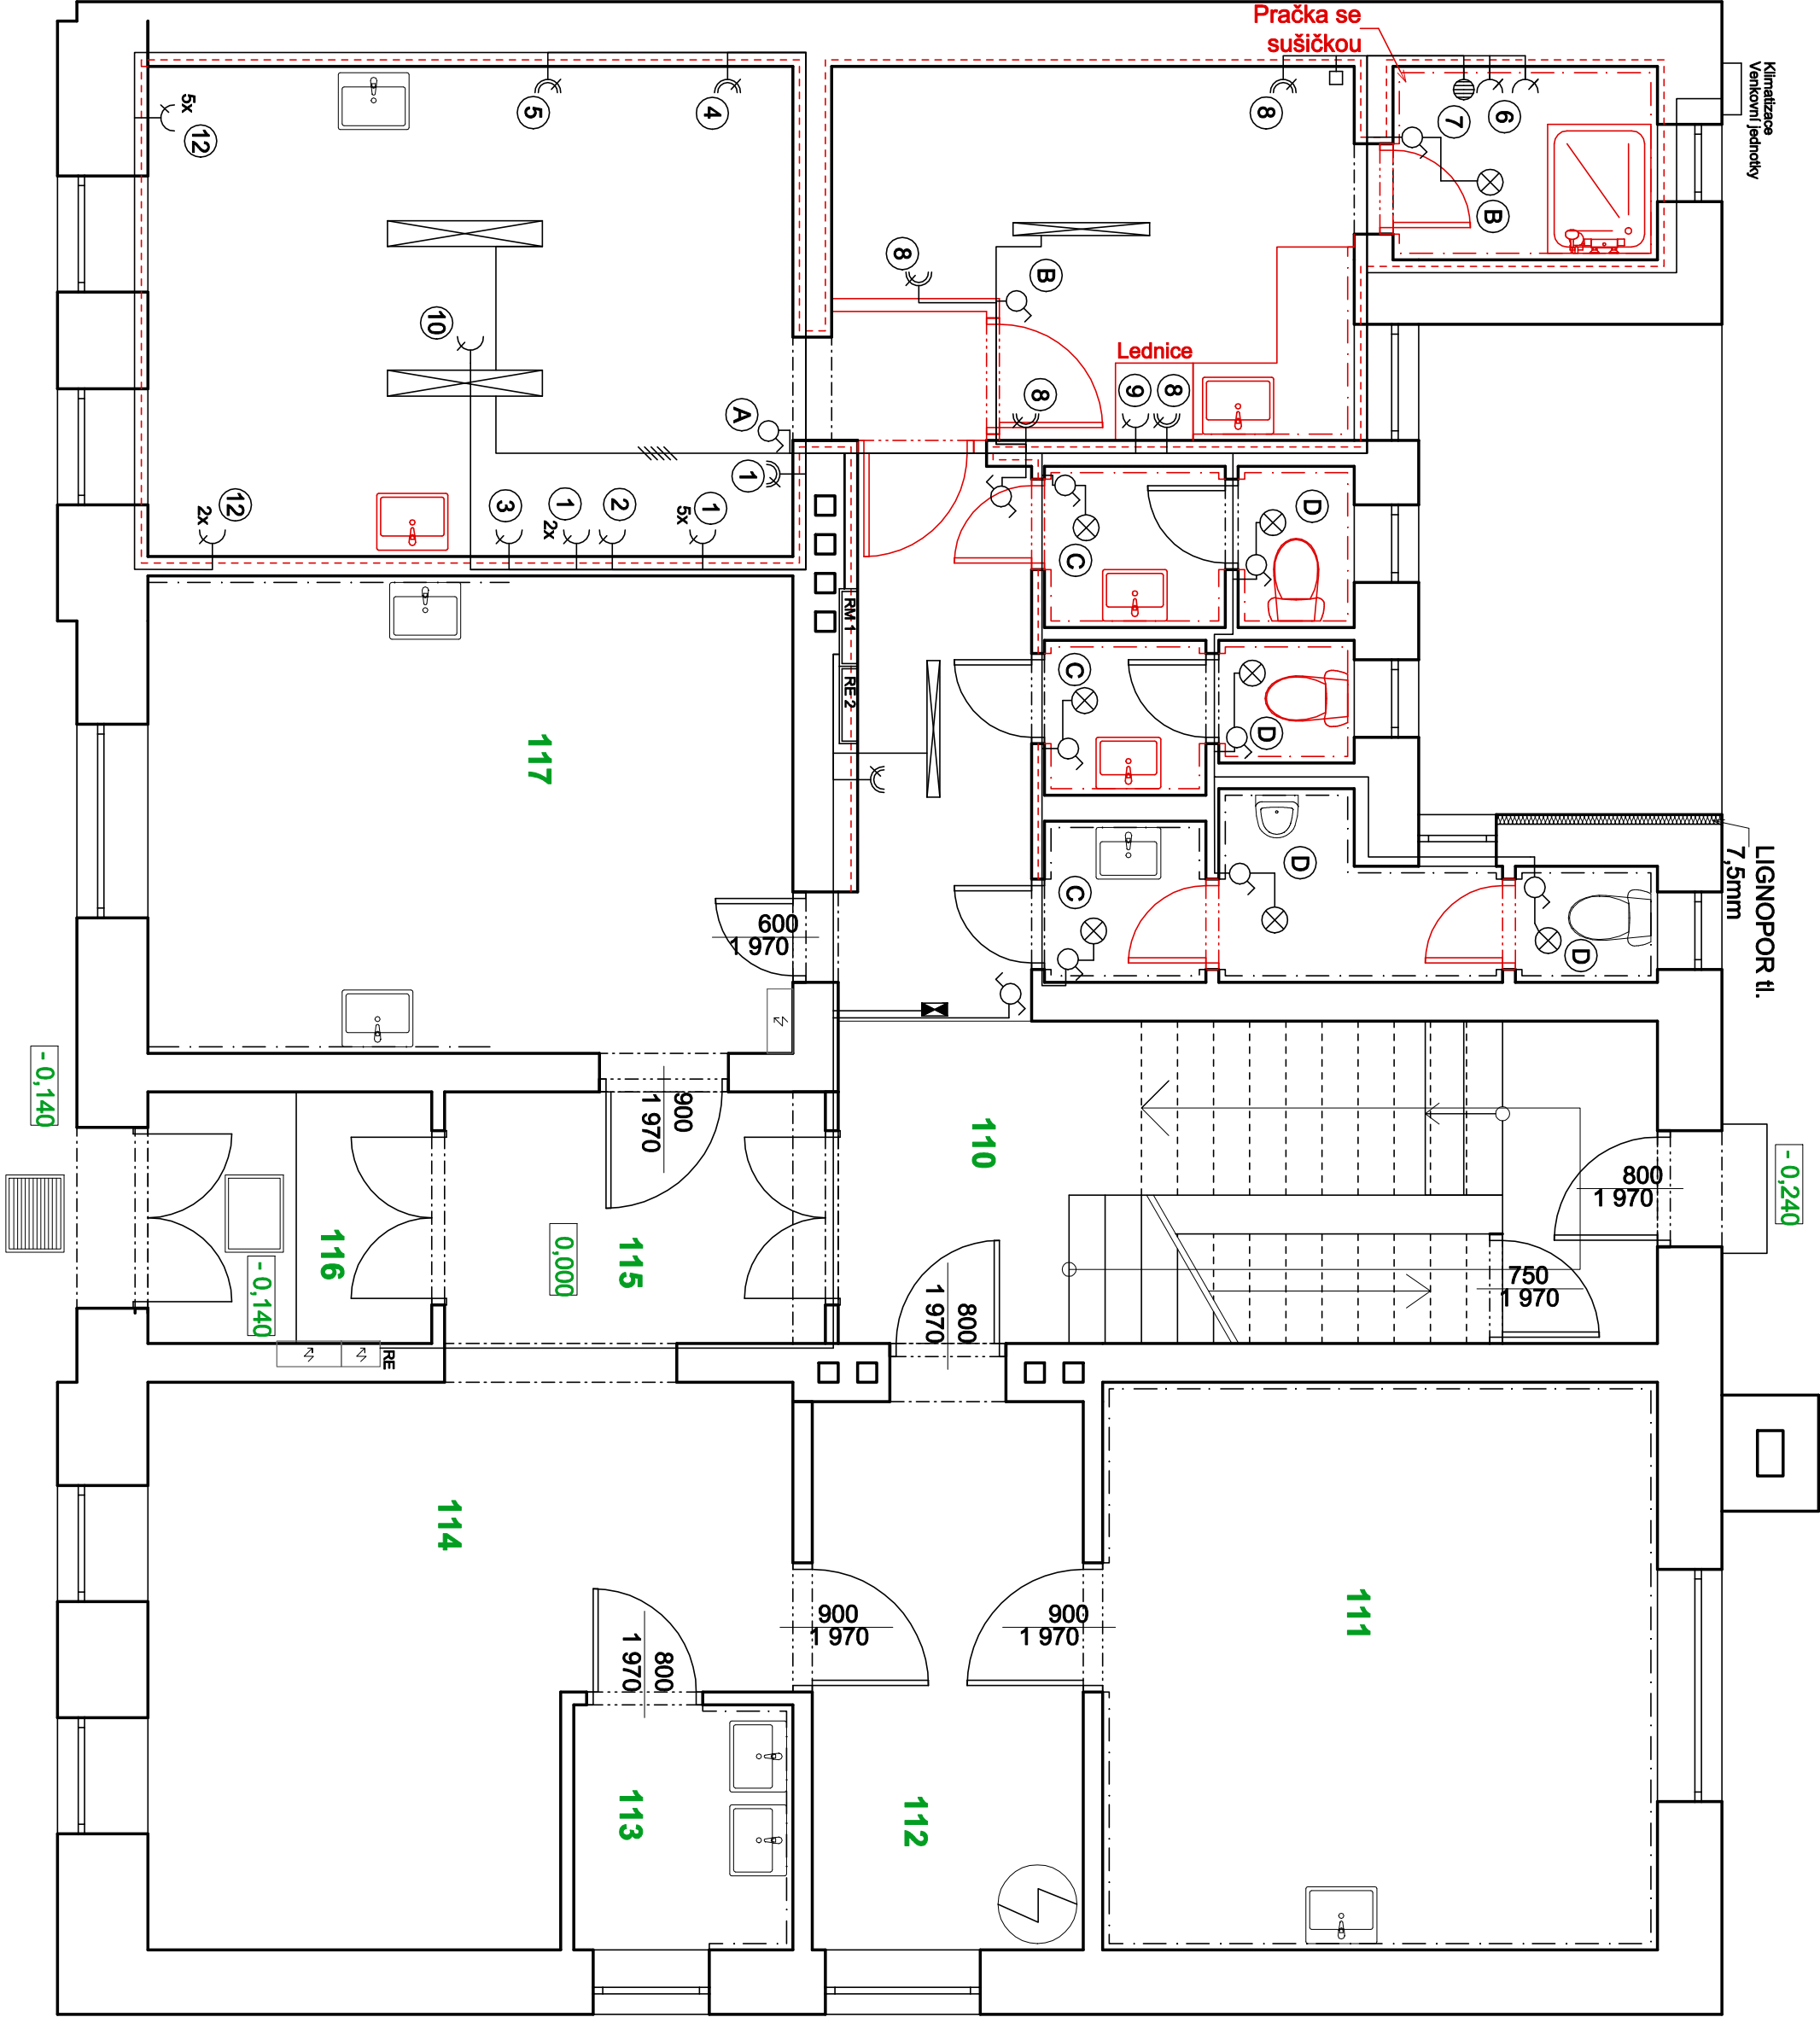 Pračka se
sušičkou
Klimatizace
Venkovní jednotky
5
4
8
7
6
B
5x
12
8
B
10
Lednice
8
9
8
A
1
12
2x
3
1
2x
2
1
5x
D
C
RM 1
RE 2
C
D
117
LIGNOPOR tl.
7,5mm
D
C
D
600
1 970
- 0,140
900
1 970
110
- 0,240
800
1 970
116
- 0,140
0,000
115
750
1 970
800
1 970
RE
114
111
900
1 970
900
1 970
800
1 970
113
112